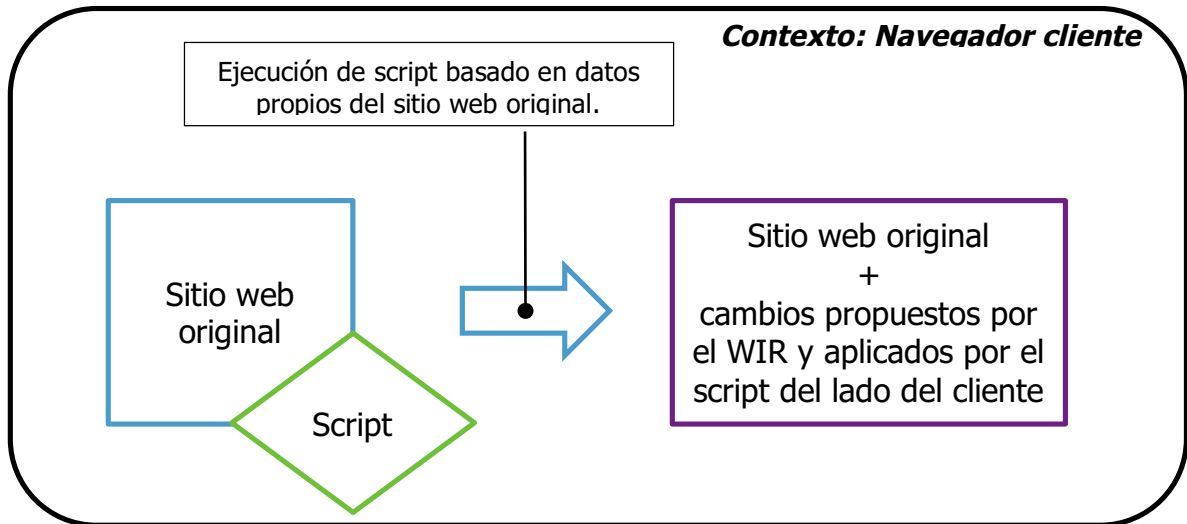 Contexto: Navegador cliente
Ejecución de script basado en datos
propios del sitio web original.
Sitio web
original
Script
Sitio web original
+
cambios propuestos por
el WIR y aplicados por el
script del lado del cliente